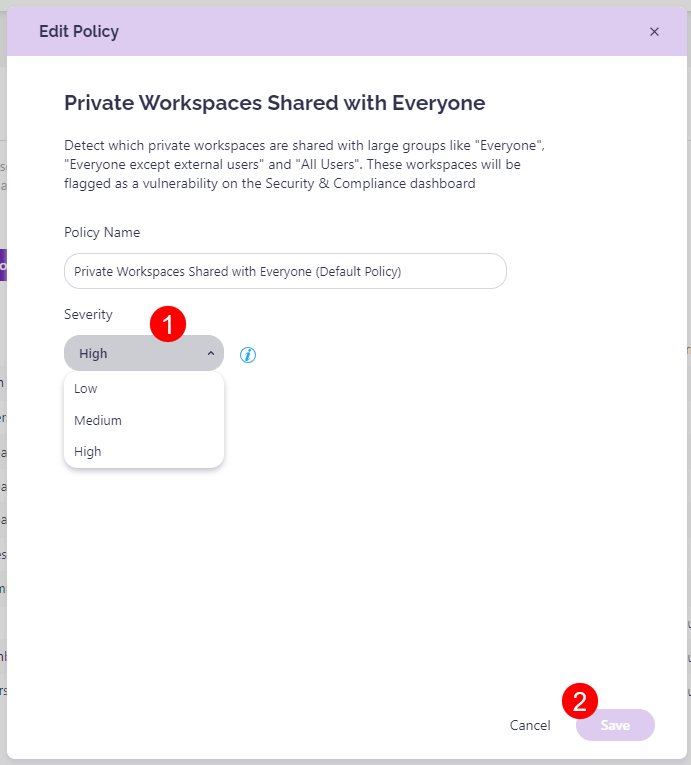 Edit Policy
Private Workspaces Shared with Everyone
Detect which private workspaces are shared with large groups like "Everyone",
"Everyone except external users" and "All Users". These workspaces will be
flagged as a vulnerability on the Security & Compliance dashboard
Policy Name
Private Workspaces Shared with Everyone (Default Policy)
Severity
1
High
Low
Medium
High
2
Cancel
Save